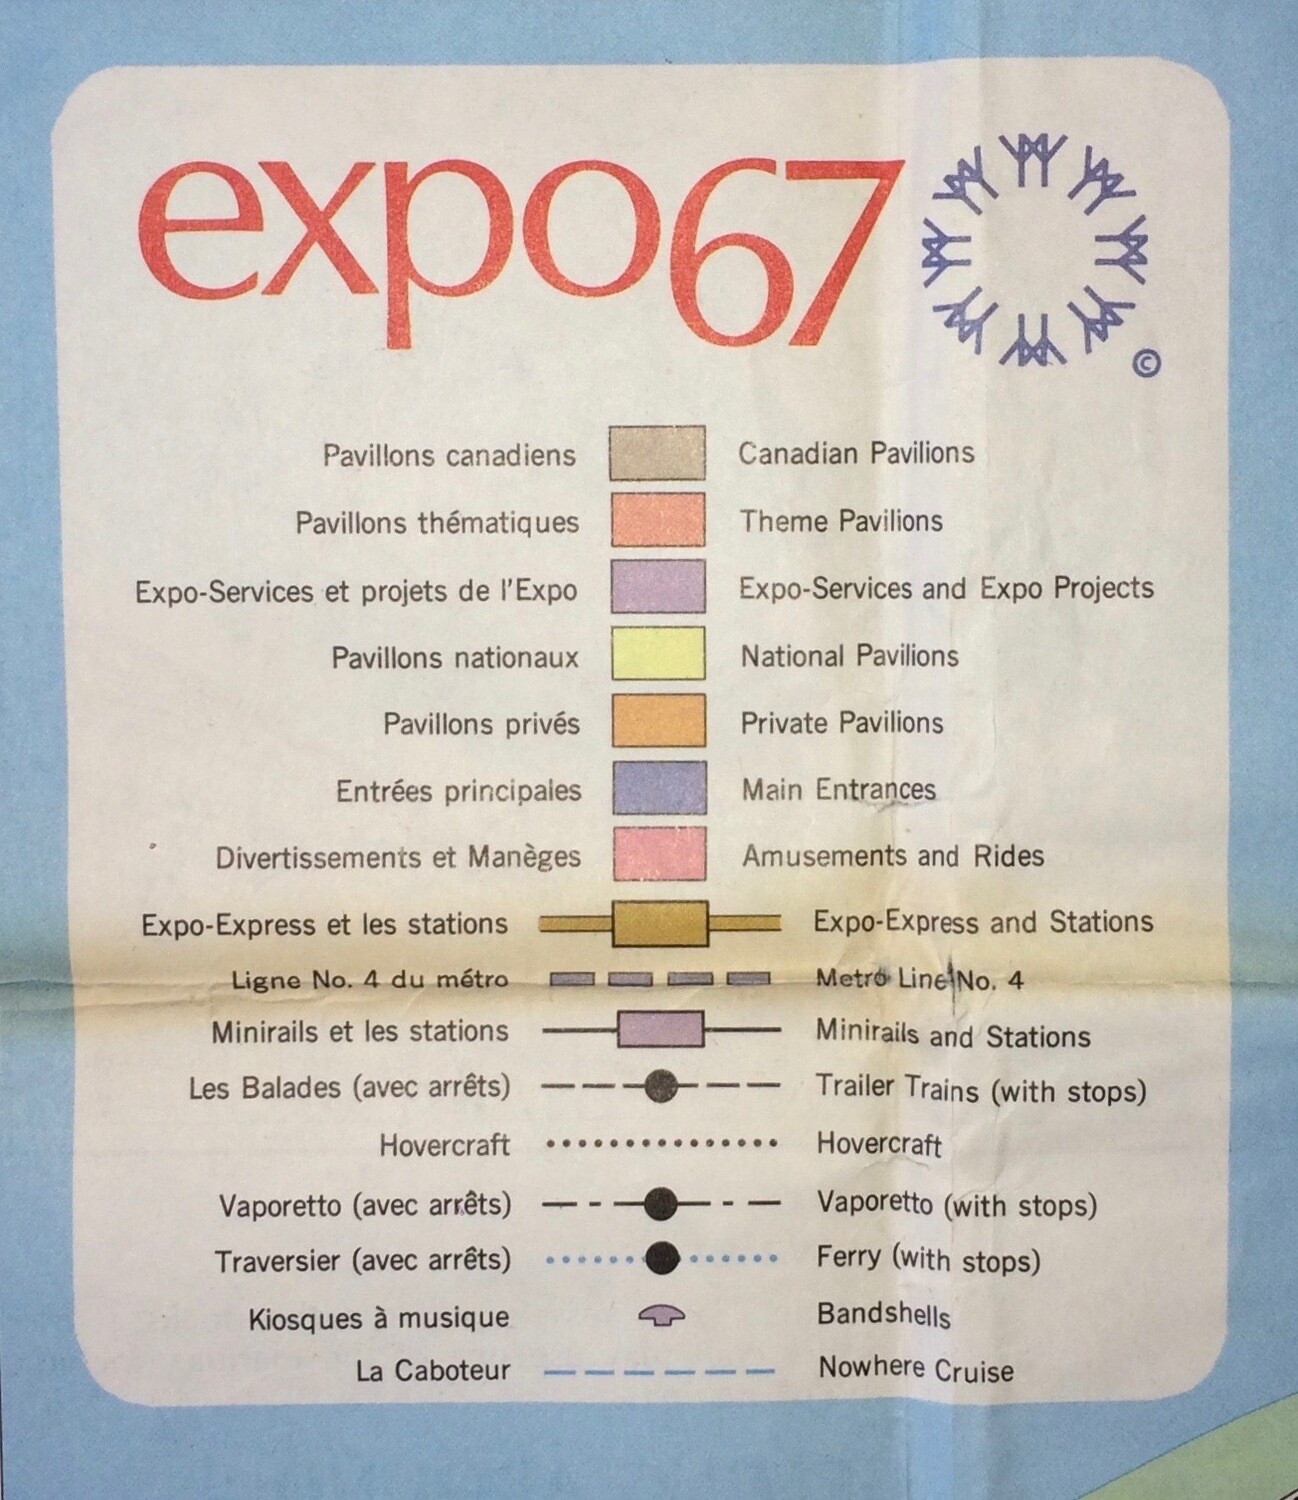 expo67
©
Pavillons canadiens Canadian Pavilions
Pavillons thématiques Theme Pavilions
Expo-Services et projets de l'Expo Expo-Services and Expo Projects
Pavillons nationaux National Pavilions
Pavillons privés Private Pavilions
Entrées principales Main Entrances
Divertissements et Manèges Amusements and Rides
Expo-Express et les stations Expo-Express and Stations
Ligne No. 4 du métro Metro Line No. 4
Minirails et les stations Minirails and Stations
Les Balades (avec arrêts) Trailer Trains (with stops)
Hovercraft Hovercraft
Vaporetto (avec arrêts) Vaporetto (with stops)
Traversier (avec arrêts) Ferry (with stops)
Kiosques à musique Bandshells
La Caboteur Nowhere Cruise